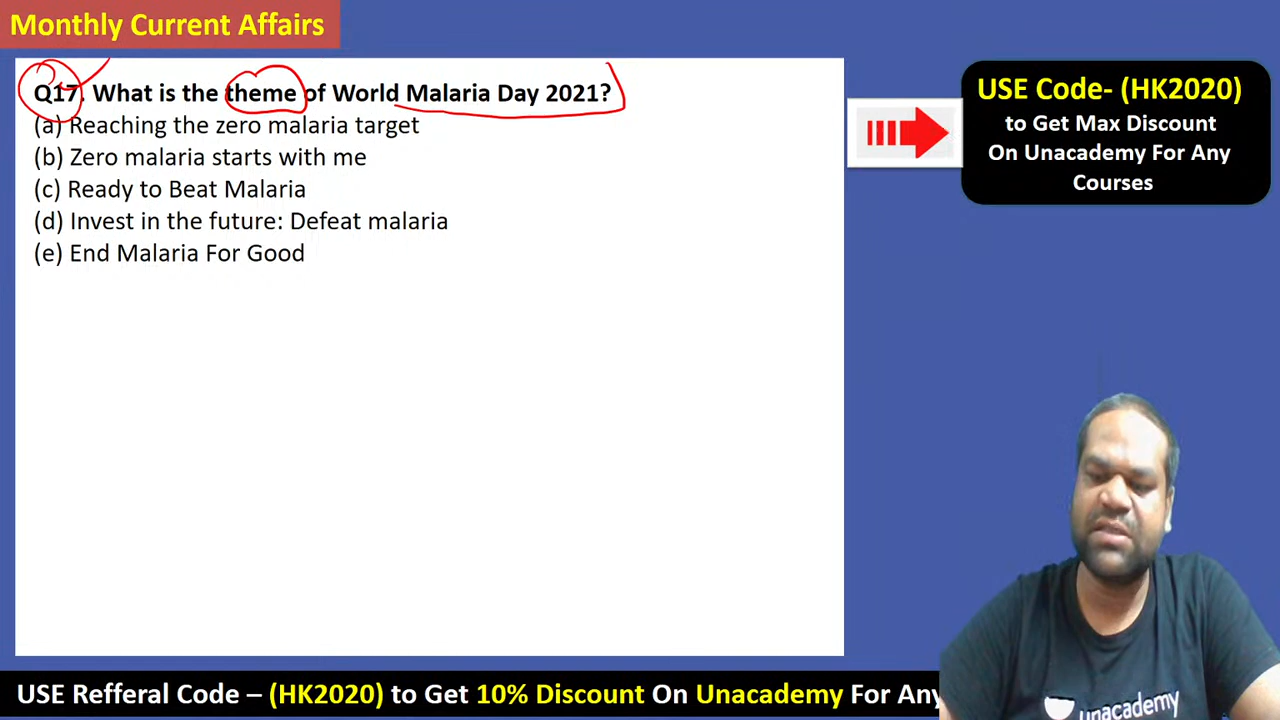 Monthly Current Affairs
Q17. What is the theme of World Malaria Day 2021?
(a) Reaching the zero malaria target
(b) Zero malaria starts with me
(c) Ready to Beat Malaria
(d) Invest in the future: Defeat malaria
(e) End Malaria For Good
USE Code- (HK2020)
to Get Max Discount
On Unacademy For Any
Courses
USE Refferal Code – (HK2020) to Get 10% Discount On Unacademy For Any
unacademy